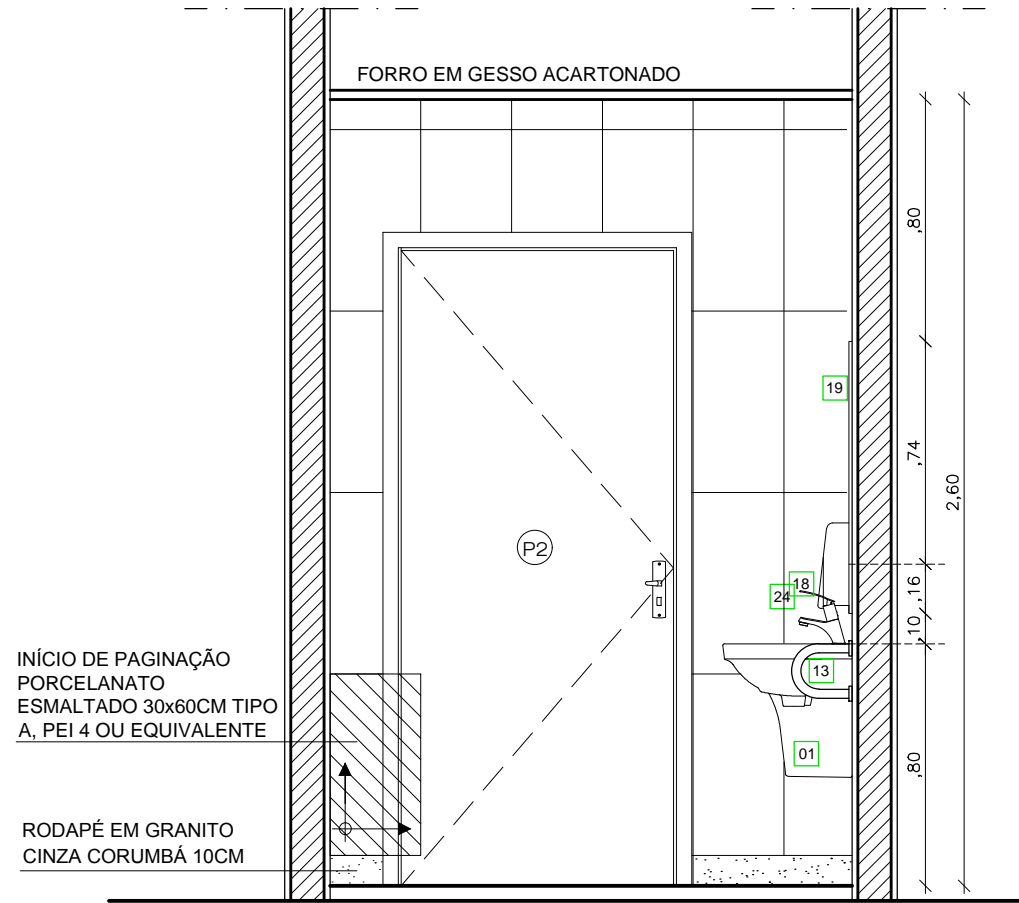 FORRO EM GESSO ACARTONADO
,80
19
,74
2,60
P2
18
24
,16
,10
INÍCIO DE PAGINAÇÃO
PORCELANATO
ESMALTADO 30x60CM TIPO
A, PEI 4 OU EQUIVALENTE
13
01
,80
RODAPÉ EM GRANITO
CINZA CORUMBÁ 10CM